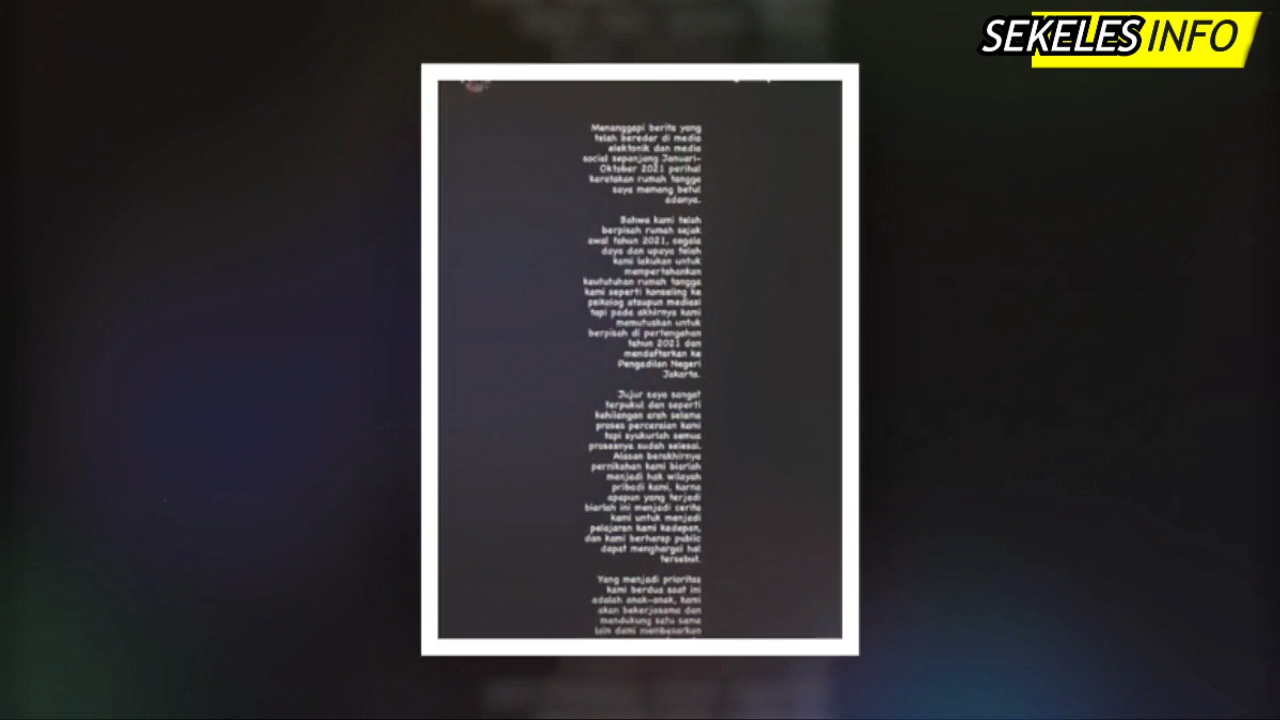 SEKELES INFO
Menanggapi berita yang
telah beredar di media
elektonik dan media
social sepanjang Januari-
Oktober 2021 perihal
keretakan rumah tangga
saya memang betul
adanya.
Bahwa kami telah
berpisah rumah sejak
awal tahun 2021, segala
daya dan upaya telah
kami lakukan untuk
mempertahankan
keututuhan rumah tangga
kami seperti konseling ke
psikolog ataupun mediasi
tapi pada akhirnya kami
memutuskan untuk
berpisah di pertengahan
tahun 2021 dan
mendaftarkan ke
Pengadilan Negeri
Jakarta.
Jujur saya sangat
terpukul dan seperti
kehilangan arah selama
proses perceraian kami
tapi syukurlah semua
prosesnya sudah selesai.
Alasan berakhirnya
pernikahan kami biarlah
menjadi hak wilayah
pribadi kami, karna
apapun yang terjadi
biarlah ini menjadi cerita
kami untuk menjadi
pelajaran kami kedepan,
dan kami berharap public
dapat menghargai hal
tersebut.
Yang menjadi prioritas
kami berdua saat ini
adalah anak-anak, kami
akan bekerjasama dan
mendukung satu sama
lain demi membesarkan